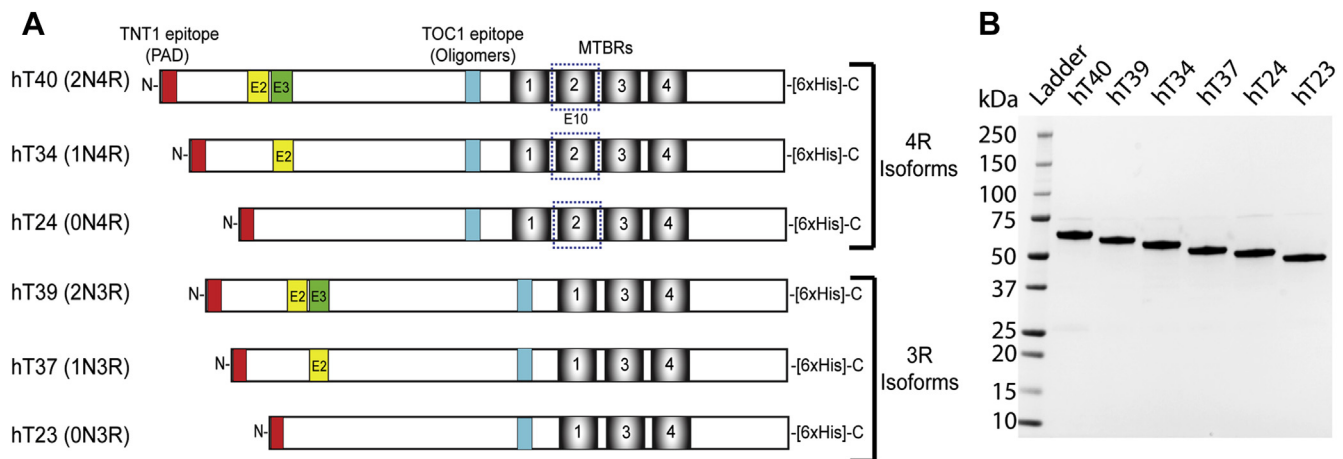 A
TNT1 epitope
(PAD)
TOC1 epitope
(Oligomers)
MTBRs
hT40 (2N4R)
N-
E2
E3
1
2
3
4
-[6xHis]-C
E10
hT34 (1N4R)
N-
E2
1
2
3
4
-[6xHis]-C
4R
Isoforms
hT24 (0N4R)
N-
1
2
3
4
-[6xHis]-C
hT39 (2N3R)
N-
E2
E3
1
3
4
-[6xHis]-C
hT37 (1N3R)
N-
E2
1
3
4
-[6xHis]-C
3R
Isoforms
hT23 (0N3R)
N-
1
3
4
-[6xHis]-C
B
kDa
Ladder
hT40
hT39
hT34
hT37
hT24
hT23
250
150
100
75
50
37
25
20
15
10